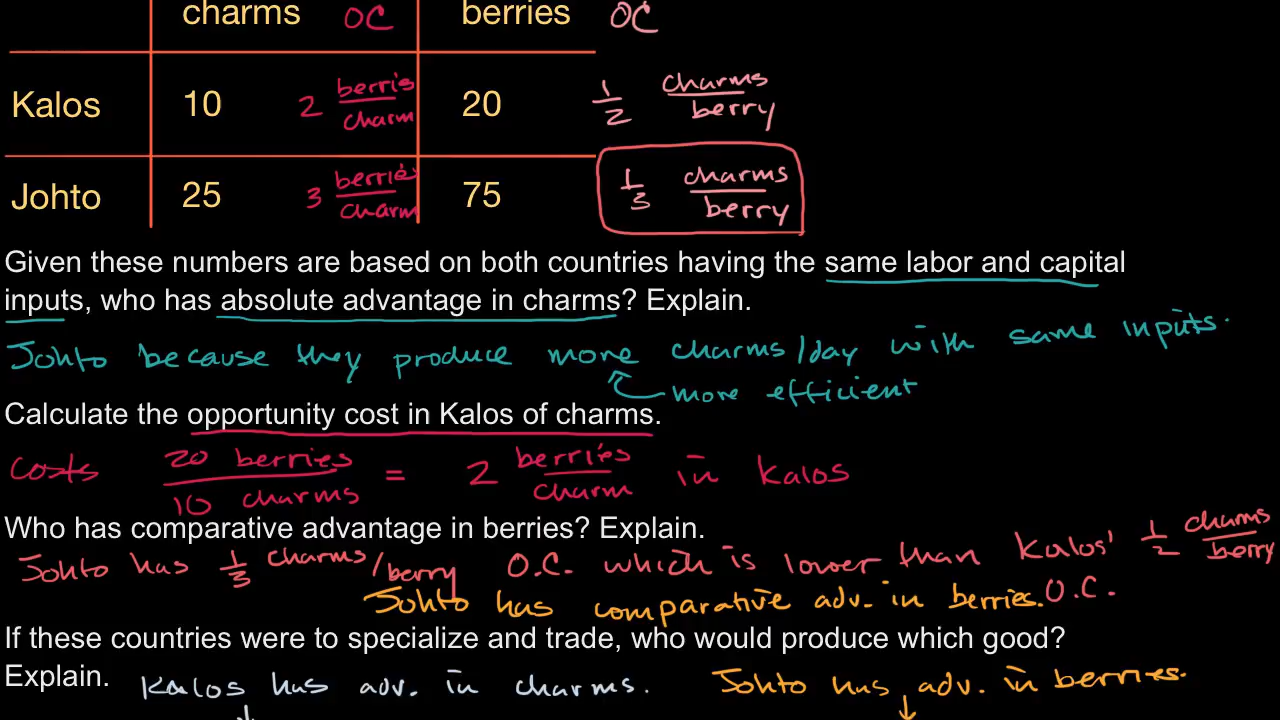 charms OC berries OC
Kalos 10 2 berris/charm 20 1/2 charms/berry
Johto 25 3 berries/charm 75 1/3 charms/berry
Given these numbers are based on both countries having the same labor and capital
inputs, who has absolute advantage in charms? Explain.
Johto because they produce more charms/day with same inputs.
more efficient
Calculate the opportunity cost in Kalos of charms.
costs 20 berries/10 charms = 2 berries/charm in kalos
Who has comparative advantage in berries? Explain.
Johto has 1/3 charms/berry O.C. which is lower than Kalos' 1/2 charms/berry
O.C.
Johto has comparative adv. in berries.
If these countries were to specialize and trade, who would produce which good?
Explain.
Kalos has adv. in charms. Johto has adv. in berries.